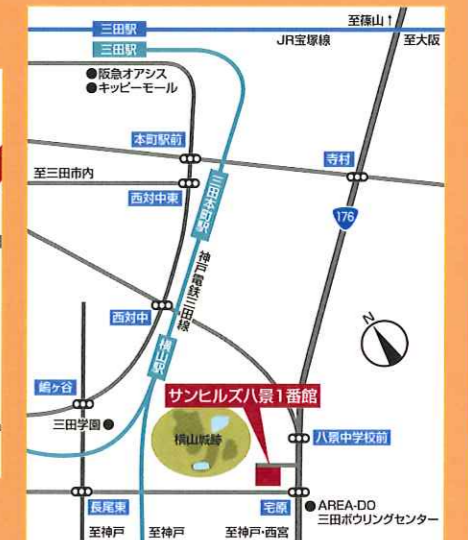 至篠山↑
三田駅
JR宝塚線
至大阪
三田駅
●阪急オアシス
●キッピーモール
本町駅前
寺村
至三田市内
西対中東
三田本町駅
176
神戸電鉄三田線
西対中
横山駅
N
嶋ヶ谷
サンヒルズ八景1番館
三田学園●
横山城跡
八景中学校前
長尾東
宅原
●AREA-DO
三田ボウリングセンター
至神戸
至神戸
至神戸・西宮